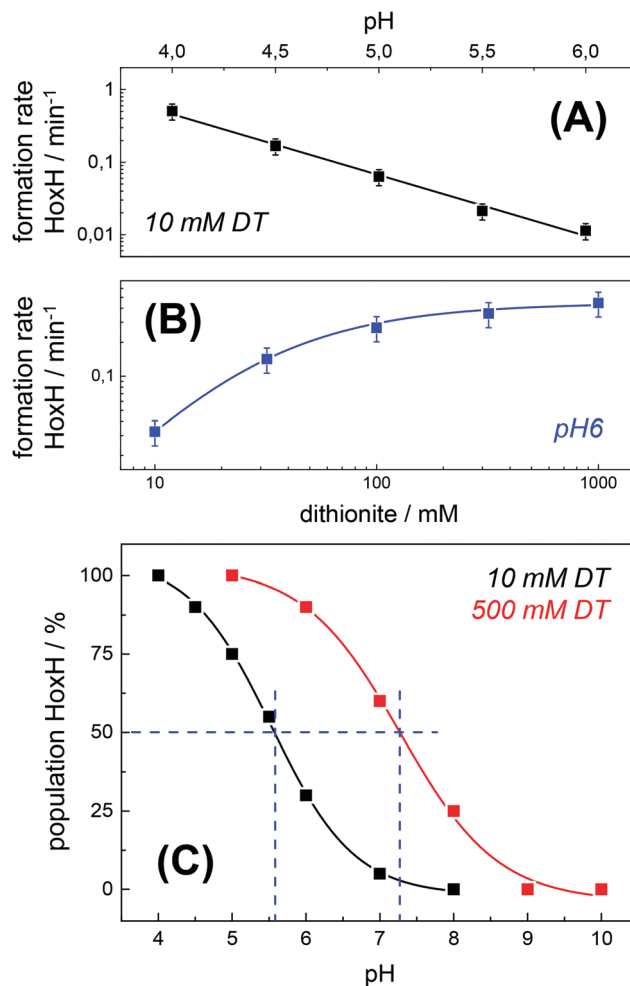 pH
4,0 4,5 5,0 5,5 6,0
formation rate
HoxH / min⁻¹
1
0,1
0,01
(A)
10 mM DT
formation rate
HoxH / min⁻¹
0,1
(B)
pH6
10 100 1000
dithionite / mM
population HoxH / %
100
75
50
25
0
10 mM DT
500 mM DT
(C)
4 5 6 7 8 9 10
pH